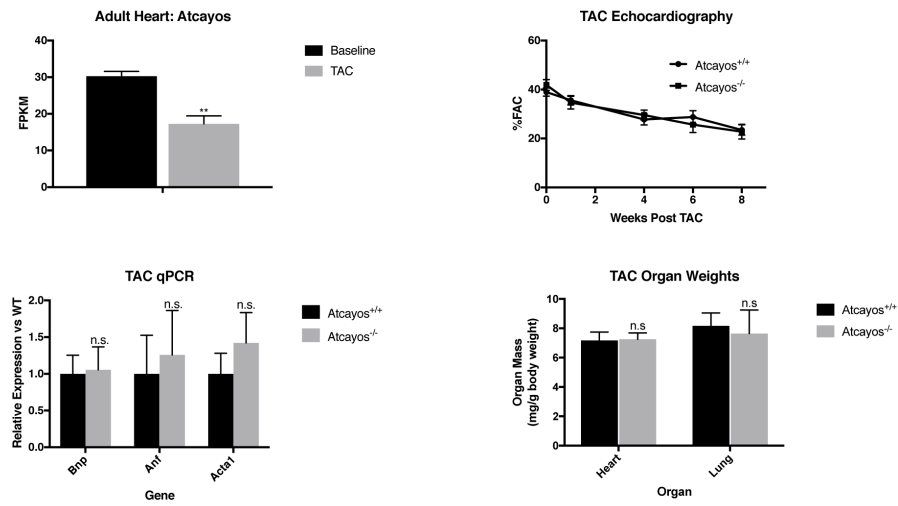 Adult Heart: Atcayos
40
30
20
10
0
FPKM
**
Baseline
TAC
TAC Echocardiography
60
40
20
0
%FAC
Atcayos+/+
Atcayos-/-
0 2 4 6 8
Weeks Post TAC
TAC qPCR
2.0
1.5
1.0
0.5
0.0
Relative Expression vs WT
n.s.
n.s.
n.s.
Bnp
Anf
Acta1
Gene
Atcayos+/+
Atcayos-/-
TAC Organ Weights
10
8
6
4
2
0
Organ Mass
(mg/g body weight)
n.s
n.s
Heart
Lung
Organ
Atcayos+/+
Atcayos-/-